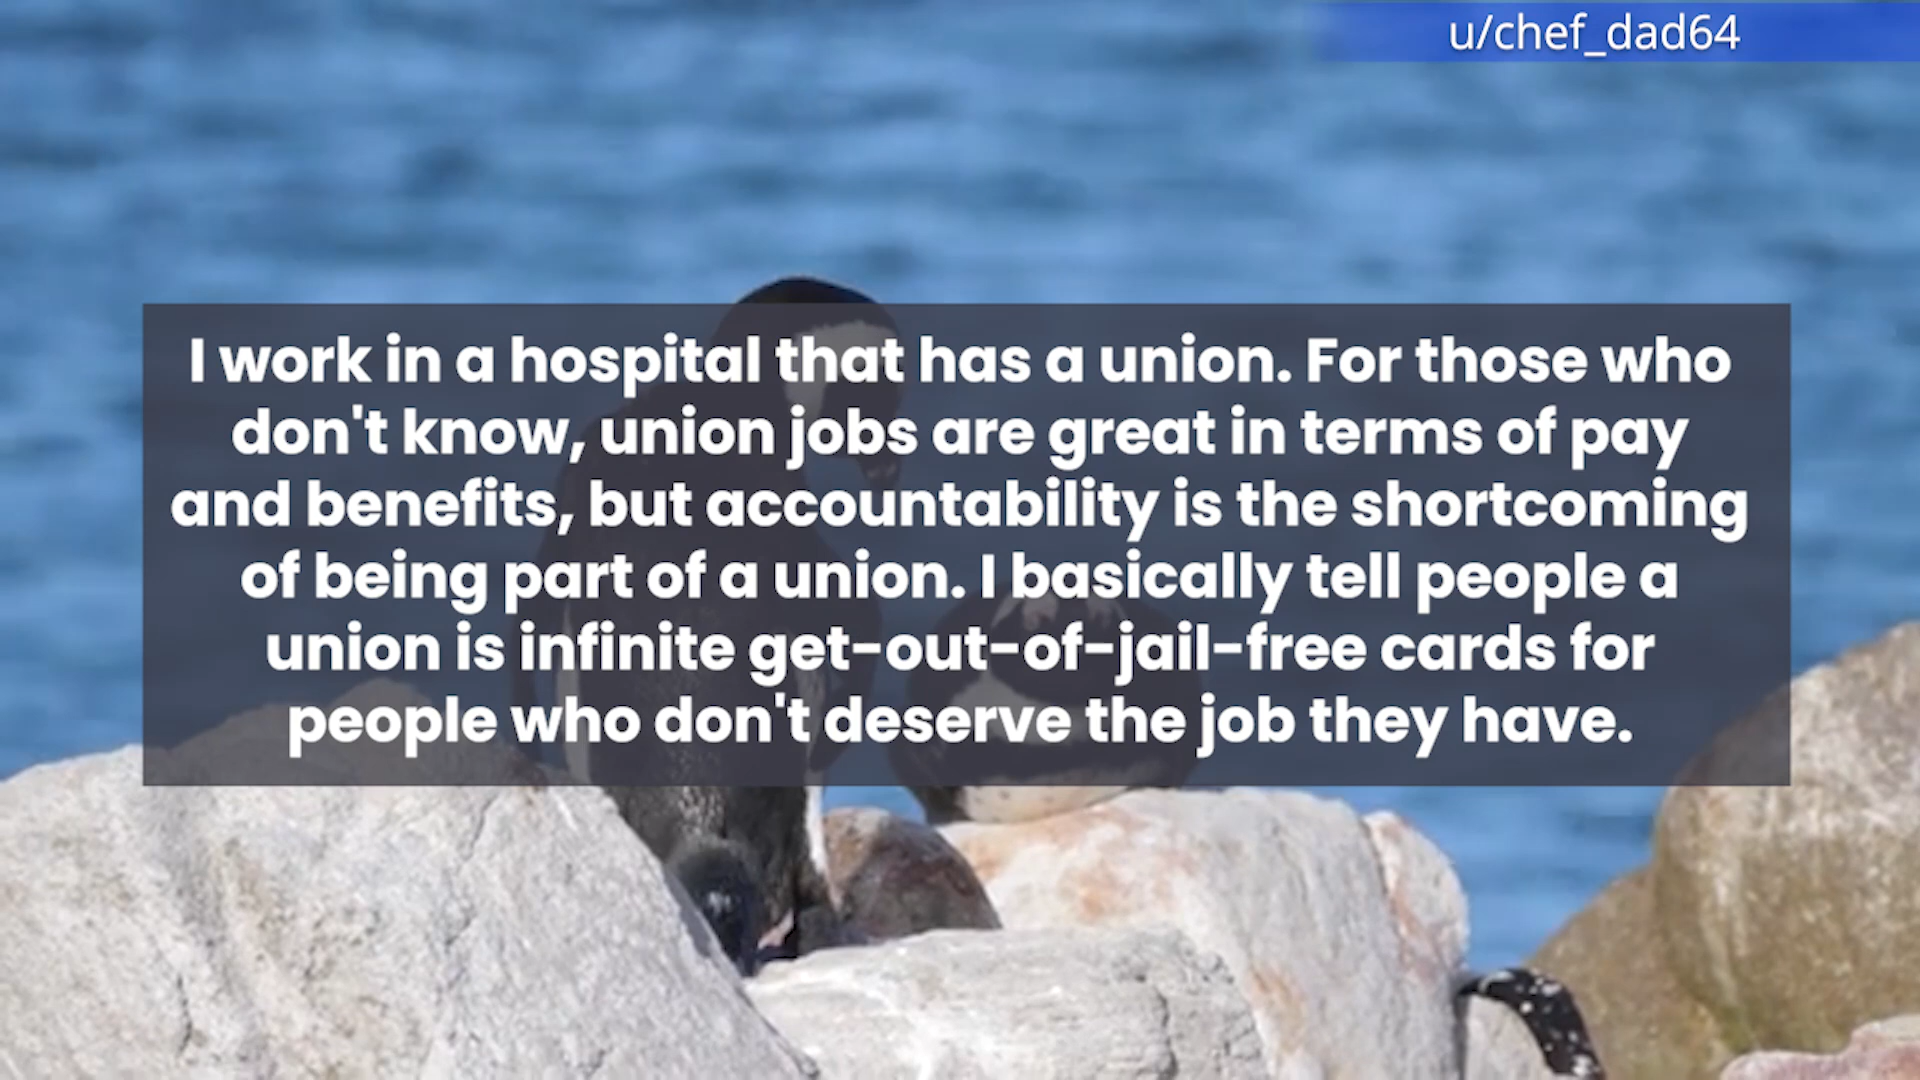 u/chef_dad64
I work in a hospital that has a union. For those who
don't know, union jobs are great in terms of pay
and benefits, but accountability is the shortcoming
of being part of a union. I basically tell people a
union is infinite get-out-of-jail-free cards for
people who don't deserve the job they have.